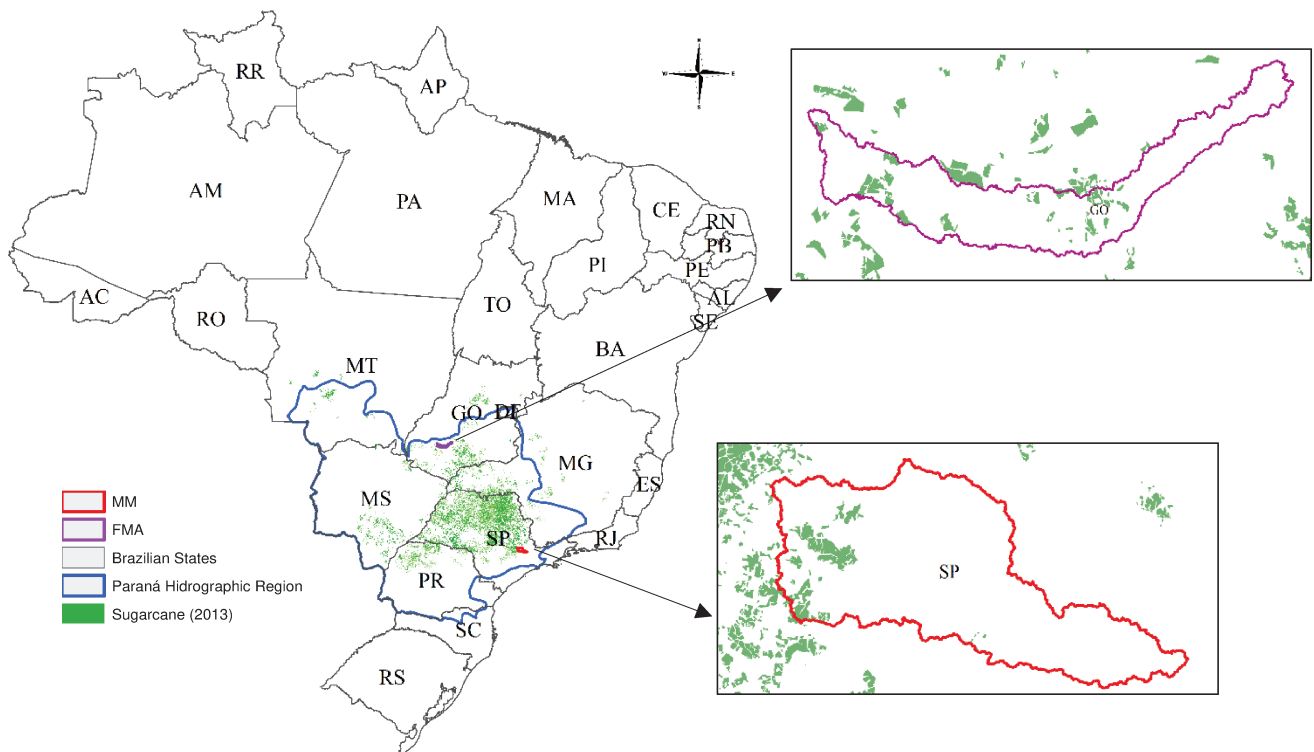 RR
AP
N
W
E
S
AM
PA
MA
CE
RN
PB
PI
PE
AC
TO
AL
RO
SE
BA
MT
GO
DF
MG
ES
MS
SP
RJ
PR
SC
RS
GO
SP
MM
FMA
Brazilian States
Paraná Hidrographic Region
Sugarcane (2013)